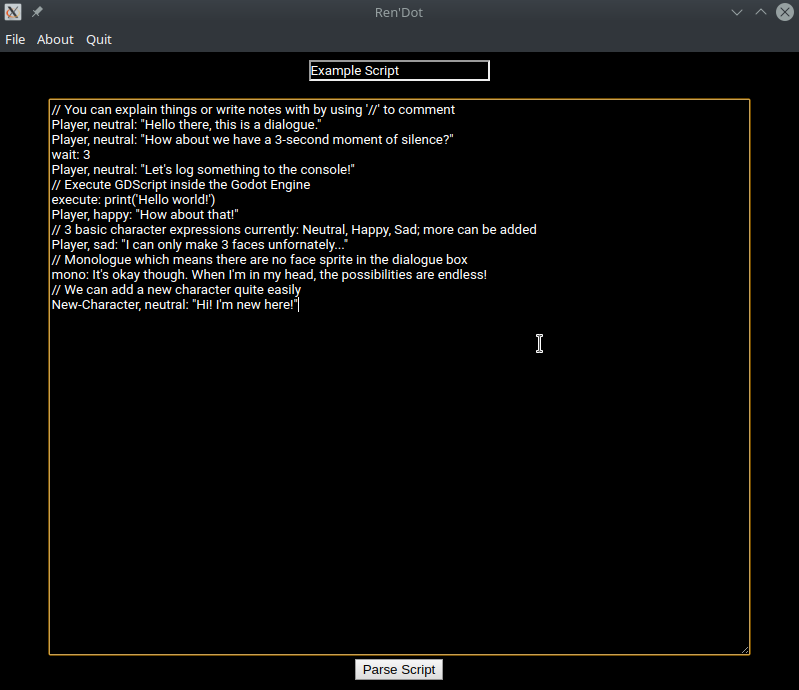 Ren'Dot
File About Quit
Example Script
// You can explain things or write notes with by using '//' to comment
Player, neutral: "Hello there, this is a dialogue."
Player, neutral: "How about we have a 3-second moment of silence?"
wait: 3
Player, neutral: "Let's log something to the console!"
// Execute GDScript inside the Godot Engine
execute: print('Hello world!')
Player, happy: "How about that!"
// 3 basic character expressions currently: Neutral, Happy, Sad; more can be added
Player, sad: "I can only make 3 faces unfornately..."
// Monologue which means there are no face sprite in the dialogue box
mono: It's okay though. When I'm in my head, the possibilities are endless!
// We can add a new character quite easily
New-Character, neutral: "Hi! I'm new here!"
Parse Script